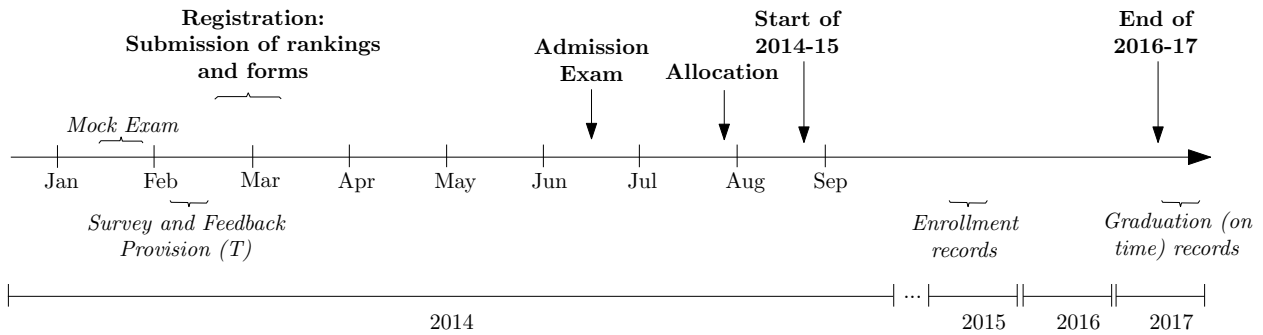 Registration:
Submission of rankings
and forms
Start of
2014-15
End of
2016-17
Admission
Exam
Allocation
Mock Exam
Jan
Feb
Mar
Apr
May
Jun
Jul
Aug
Sep
Survey and Feedback
Provision (T)
Enrollment
records
Graduation (on
time) records
...
2014
2015
2016
2017